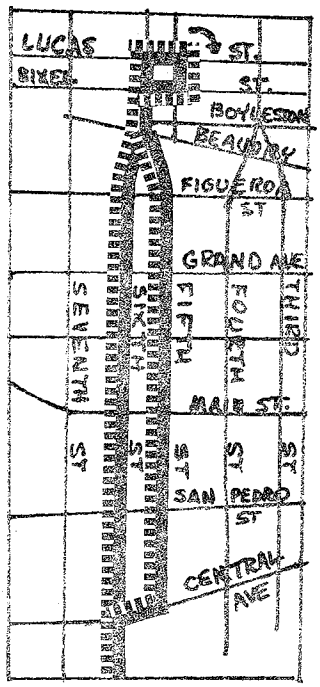 LUCAS ST.
BIXEL ST.
BOYLESTON
BEAUDRY
FIGUEROA
ST
GRAND AVE
SEVENTH
SIXTH
FIFTH
FOURTH
THIRD
MAIN ST.
ST
ST
ST
ST
ST
SAN PEDRO
ST
CENTRAL
AVE